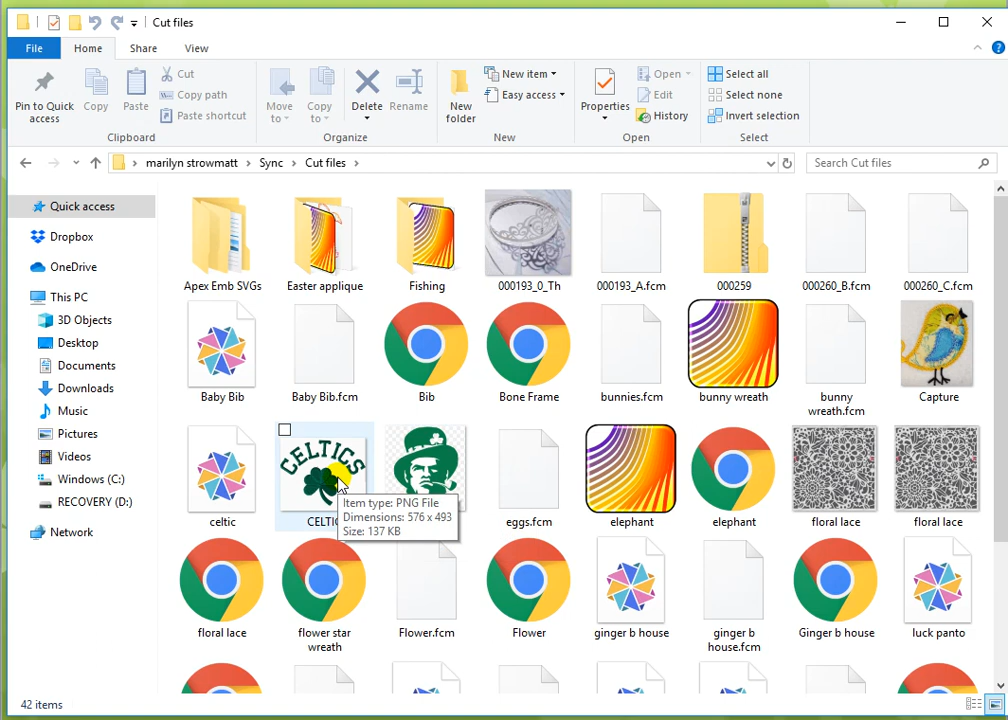 Cut files
File Home Share View
Pin to Quick access
Copy
Paste
Cut
Copy path
Paste shortcut
Clipboard
Move to
Copy to
Delete
Rename
Organize
New folder
New item
Easy access
New
Properties
Open
Edit
History
Open
Select all
Select none
Invert selection
Select
marilyn strowmatt > Sync > Cut files >
Search Cut files
Quick access
Dropbox
OneDrive
This PC
3D Objects
Desktop
Documents
Downloads
Music
Pictures
Videos
Windows (C:)
RECOVERY (D:)
Network
Apex Emb SVGs
Easter applique
Fishing
000193_0_Th
000193_A.fcm
000259
000260_B.fcm
000260_C.fcm
Baby Bib
Baby Bib.fcm
Bib
Bone Frame
bunnies.fcm
bunny wreath
bunny
wreath.fcm
Capture
CELTICS
celtic
CELTIC
Item type: PNG File
Dimensions: 576 x 493
Size: 137 KB
eggs.fcm
elephant
elephant
floral lace
floral lace
floral lace
flower star
wreath
Flower.fcm
Flower
ginger b house
ginger b
house.fcm
Ginger b house
luck panto
42 items